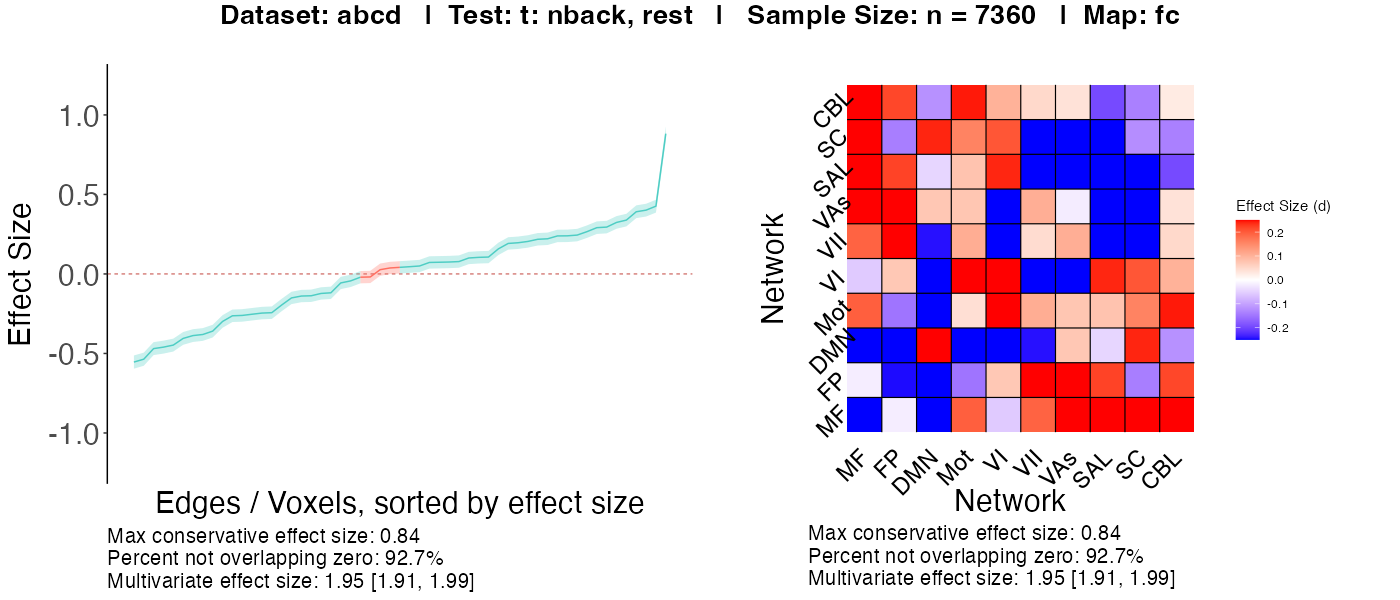 Dataset: abcd | Test: t: nback, rest | Sample Size: n = 7360 | Map: fc
Effect Size
1.0
0.5
0.0
-0.5
-1.0
Edges / Voxels, sorted by effect size
Max conservative effect size: 0.84
Percent not overlapping zero: 92.7%
Multivariate effect size: 1.95 [1.91, 1.99]
Network
CBL
SC
SAL
VAs
VII
VI
Mot
DMN
FP
MF
MF
FP
DMN
Mot
VI
VII
VAs
SAL
SC
CBL
Network
Max conservative effect size: 0.84
Percent not overlapping zero: 92.7%
Multivariate effect size: 1.95 [1.91, 1.99]
Effect Size (d)
0.2
0.1
0.0
-0.1
-0.2